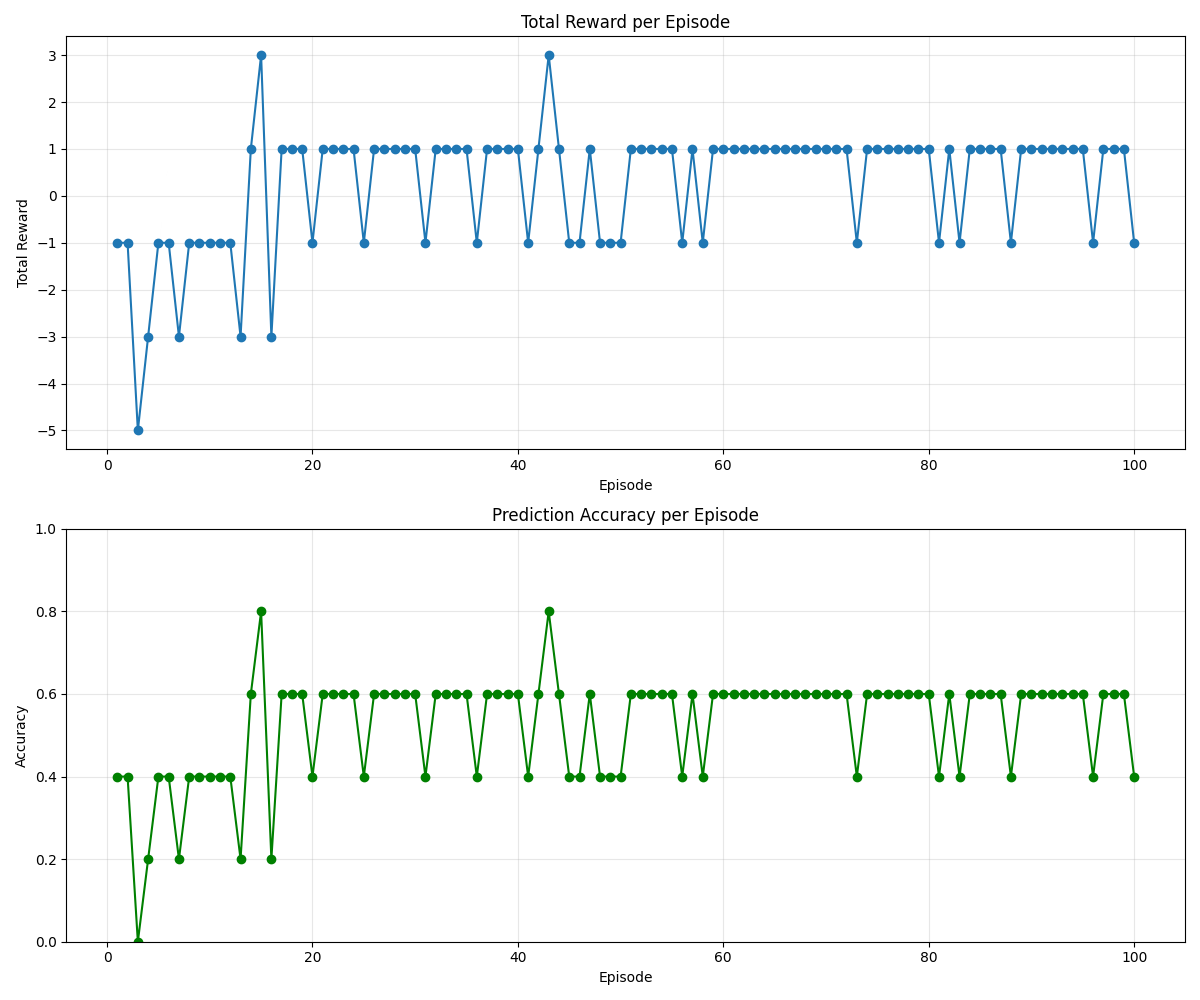 Total Reward per Episode
3
2
1
0
−1
−2
−3
−4
−5
Total Reward
0 20 40 60 80 100
Episode
Prediction Accuracy per Episode
1.0
0.8
0.6
0.4
0.2
0.0
Accuracy
0 20 40 60 80 100
Episode